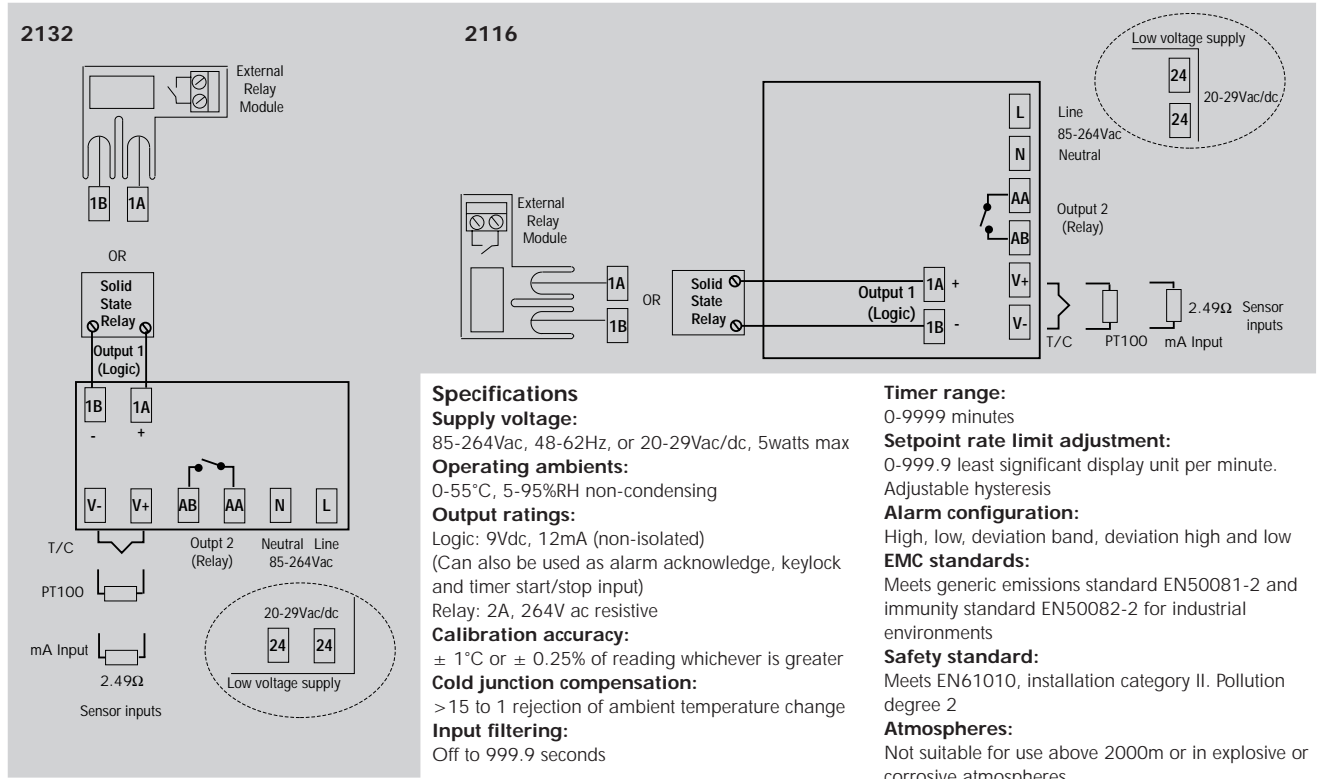 2132
External
Relay
Module
1B 1A
OR
Solid
State
Relay
Output 1
(Logic)
1B 1A
- +
V- V+ AB AA N L
T/C
Outpt 2
(Relay)
Neutral Line
85-264Vac
PT100
mA Input
2.49Ω
Sensor inputs
20-29Vac/dc
24 24
Low voltage supply
2116
External
Relay
Module
1A
1B
OR
Solid
State
Relay
Output 1
(Logic)
1A +
1B -
L
N
AA
AB
V+
V-
Line
85-264Vac
Neutral
Output 2
(Relay)
Low voltage supply
24
24
20-29Vac/dc
T/C
PT100
mA Input
2.49Ω
Sensor
inputs
Specifications
Supply voltage:
85-264Vac, 48-62Hz, or 20-29Vac/dc, 5watts max
Operating ambients:
0-55°C, 5-95%RH non-condensing
Output ratings:
Logic: 9Vdc, 12mA (non-isolated)
(Can also be used as alarm acknowledge, keylock
and timer start/stop input)
Relay: 2A, 264V ac resistive
Calibration accuracy:
± 1°C or ± 0.25% of reading whichever is greater
Cold junction compensation:
>15 to 1 rejection of ambient temperature change
Input filtering:
Off to 999.9 seconds
Timer range:
0-9999 minutes
Setpoint rate limit adjustment:
0-999.9 least significant display unit per minute.
Adjustable hysteresis
Alarm configuration:
High, low, deviation band, deviation high and low
EMC standards:
Meets generic emissions standard EN50081-2 and
immunity standard EN50082-2 for industrial
environments
Safety standard:
Meets EN61010, installation category II. Pollution
degree 2
Atmospheres:
Not suitable for use above 2000m or in explosive or
corrosive atmospheres